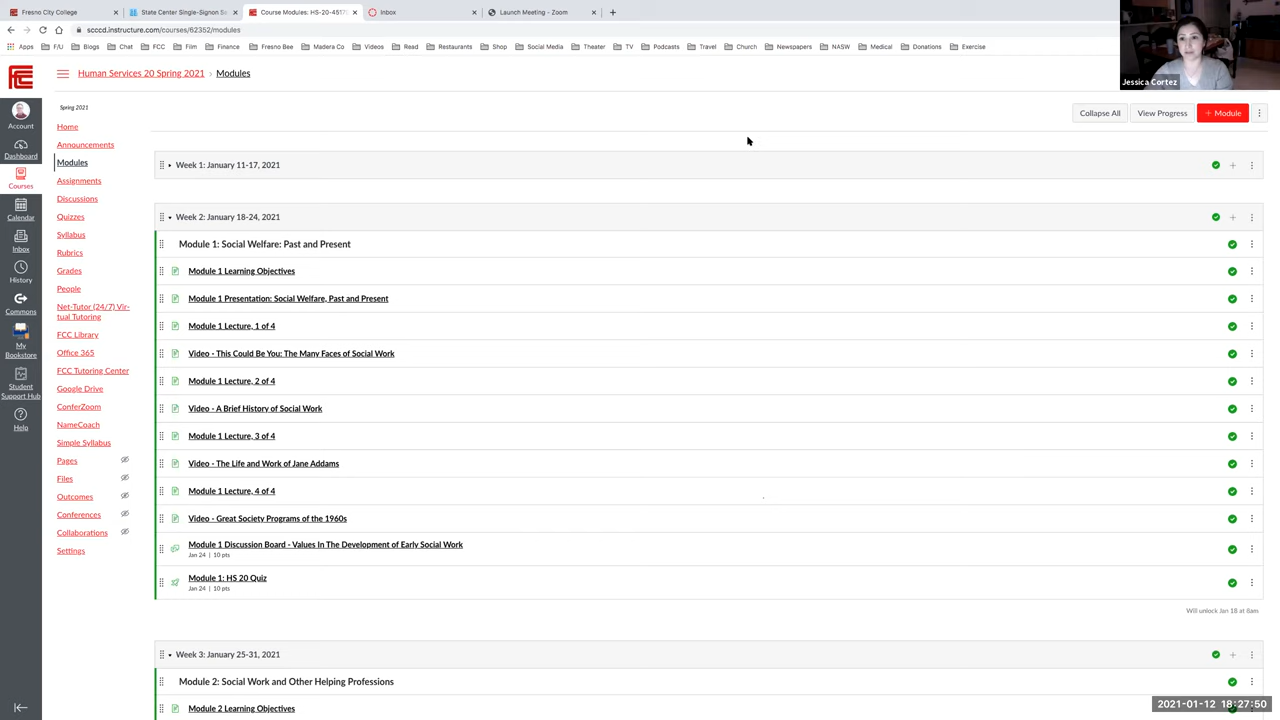 Fresno City College
State Center Single-Signon S
Course Modules: HS-20-4517
Inbox
Launch Meeting - Zoom
scccd.instructure.com/courses/62352/modules
Apps F/U Blogs Chat FCC Film Finance Fresno Bee Madera Co Videos Read Restaurants Shop Social Media Theater TV Podcasts Travel Church Newspapers NASW Medical Donations Exercise
Jessica Cortez
Human Services 20 Spring 2021 › Modules
Spring 2021
Account
Dashboard
Courses
Calendar
Inbox
History
Commons
My
Bookstore
Student
Support Hub
Help
Home
Announcements
Modules
Assignments
Discussions
Quizzes
Syllabus
Rubrics
Grades
People
Net-Tutor (24/7) Vir-
tual Tutoring
FCC Library
Office 365
FCC Tutoring Center
Google Drive
ConferZoom
NameCoach
Simple Syllabus
Pages
Files
Outcomes
Conferences
Collaborations
Settings
Collapse All
View Progress
+ Module
Week 1: January 11-17, 2021
Week 2: January 18-24, 2021
Module 1: Social Welfare: Past and Present
Module 1 Learning Objectives
Module 1 Presentation: Social Welfare, Past and Present
Module 1 Lecture, 1 of 4
Video - This Could Be You: The Many Faces of Social Work
Module 1 Lecture, 2 of 4
Video - A Brief History of Social Work
Module 1 Lecture, 3 of 4
Video - The Life and Work of Jane Addams
Module 1 Lecture, 4 of 4
Video - Great Society Programs of the 1960s
Module 1 Discussion Board - Values In The Development of Early Social Work
Jan 24 | 10 pts
Module 1: HS 20 Quiz
Jan 24 | 10 pts
Will unlock Jan 18 at 8am
Week 3: January 25-31, 2021
Module 2: Social Work and Other Helping Professions
Module 2 Learning Objectives
2021-01-12 18:27:50